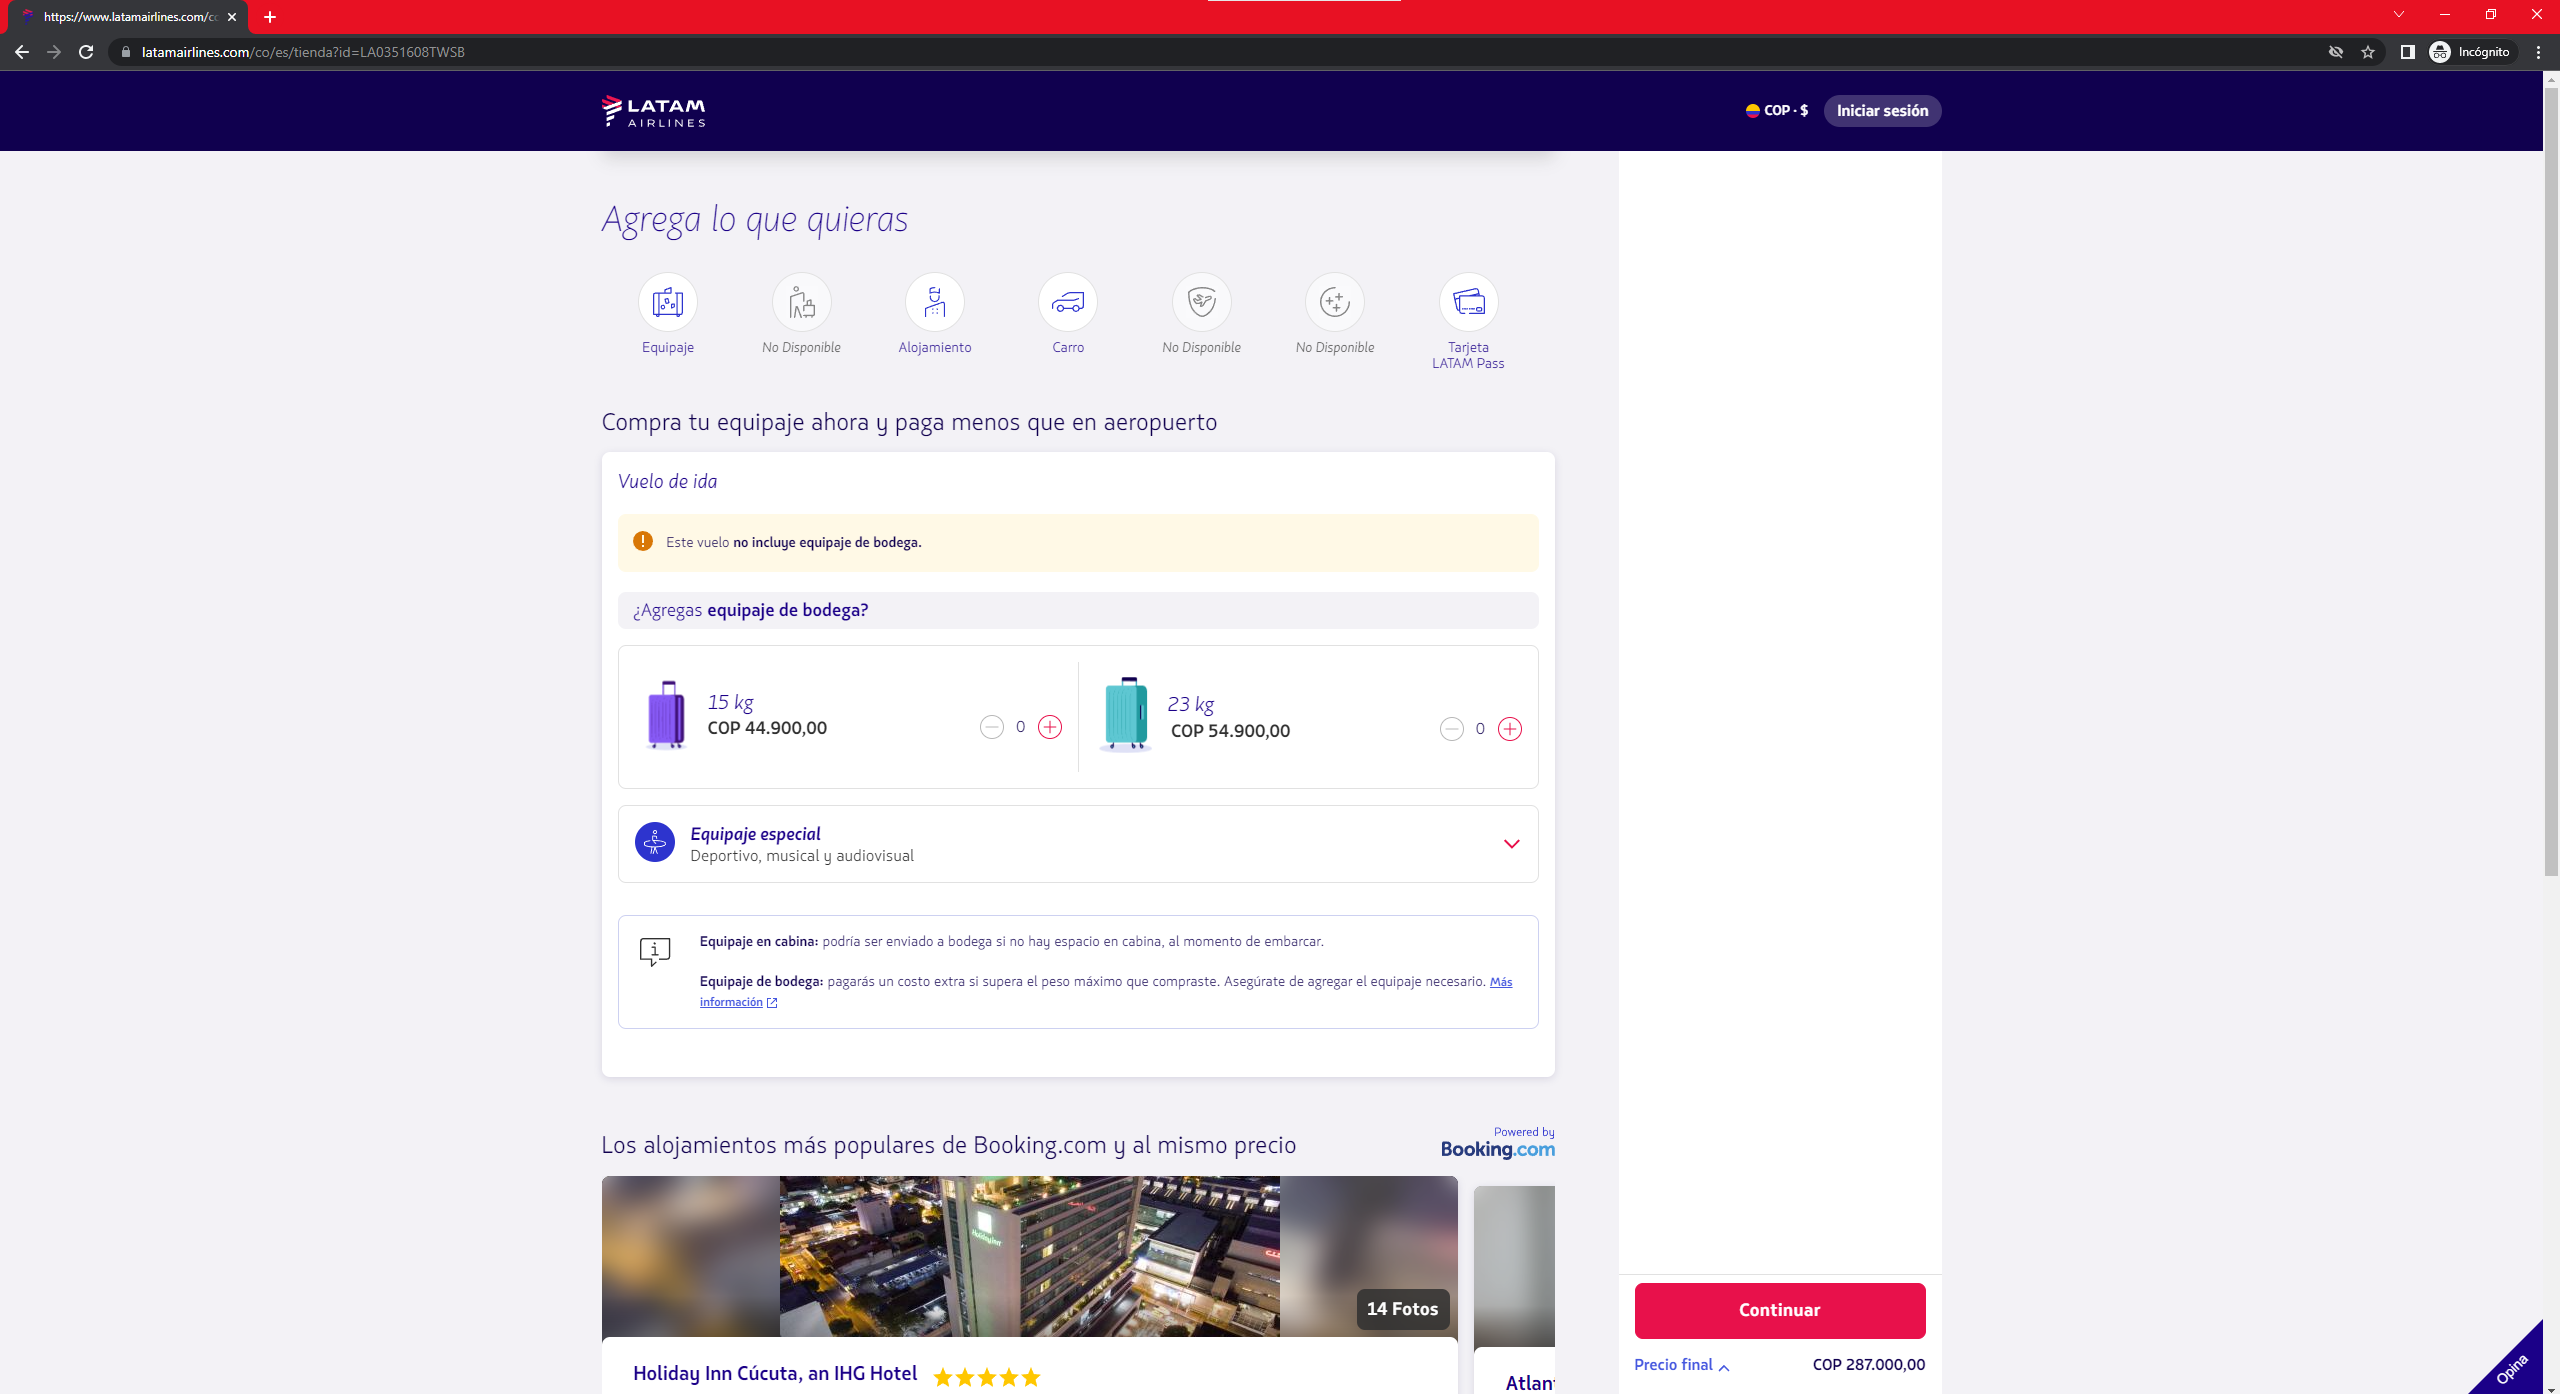 https://www.latamairlines.com/co
latamairlines.com/co/es/tienda?id=LA0351608TWSB
Incógnito
LATAM
AIRLINES
COP · $
Iniciar sesión
Agrega lo que quieras
Equipaje
No Disponible
Alojamiento
Carro
No Disponible
No Disponible
Tarjeta
LATAM Pass
Compra tu equipaje ahora y paga menos que en aeropuerto
Vuelo de ida
Este vuelo no incluye equipaje de bodega.
¿Agregas equipaje de bodega?
15 kg
COP 44.900,00
0
23 kg
COP 54.900,00
0
Equipaje especial
Deportivo, musical y audiovisual
Equipaje en cabina: podría ser enviado a bodega si no hay espacio en cabina, al momento de embarcar.
Equipaje de bodega: pagarás un costo extra si supera el peso máximo que compraste. Asegúrate de agregar el equipaje necesario. Más
información
Los alojamientos más populares de Booking.com y al mismo precio
Powered by
Booking.com
Holiday Inn
14 Fotos
Holiday Inn Cúcuta, an IHG Hotel
Atlant
Continuar
Precio final
COP 287.000,00
Opina